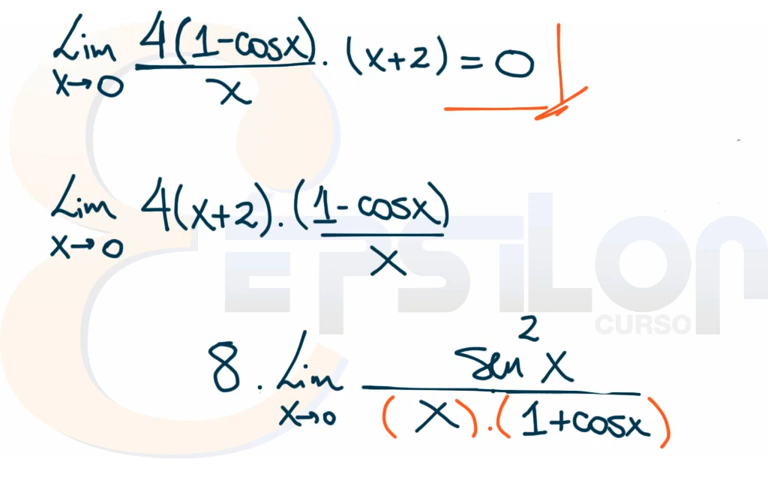 Lim 4(1-cosx)/x . (x+2) = 0
x→0
Lim 4(x+2).(1-cosx)/x
x→0
EPSILON
CURSO
8. Lim sen²x/(x).(1+cosx)
x→0